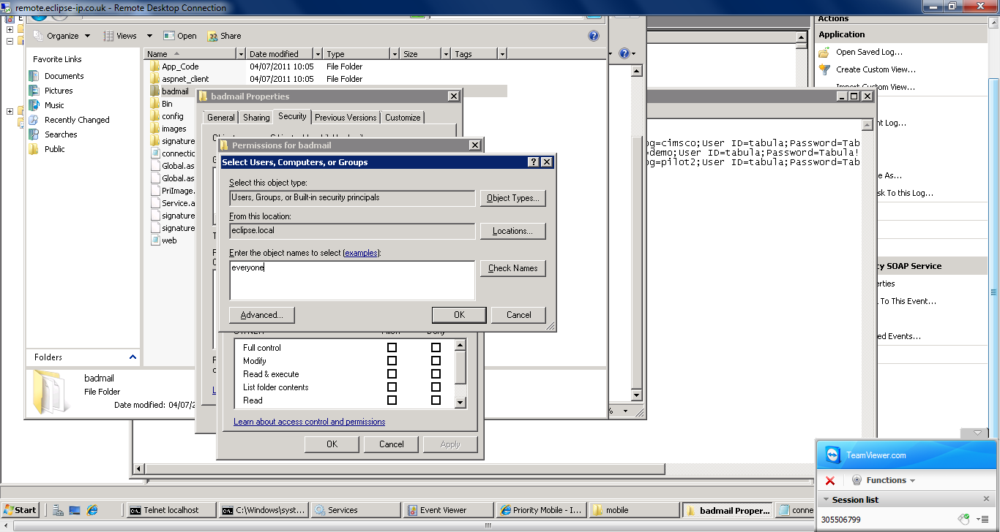 remote.eclipse-ip.co.uk - Remote Desktop Connection
Organize Views Open Share
Favorite Links
Documents
Pictures
Music
Recently Changed
Searches
Public
Folders
Name Date modified Type Size Tags
App_Code 04/07/2011 10:05 File Folder
aspnet_client 04/07/2011 10:05 File Folder
badmail
Bin
config
images
signature
connectio
Global.as
Global.as
PriImage.
Service.a
signature
signature
web
badmail
File Folder
Date modified: 04/07/2
badmail Properties
General Sharing Security Previous Versions Customize
Permissions for badmail
Select Users, Computers, or Groups
Select this object type:
Users, Groups, or Built-in security principals
Object Types...
From this location:
eclipse.local
Locations...
Enter the object names to select (examples):
everyone
Check Names
Advanced...
OK
Cancel
Full control
Modify
Read & execute
List folder contents
Read
Learn about access control and permissions
OK
Cancel
Apply
og=cimsco;User ID=tabula;Password=Tab
=demo;User ID=tabula;Password=Tabula!
og=pilot2;User ID=tabula;Password=Tab
Actions
Application
Open Saved Log...
Create Custom View...
Import Custom View...
nt Log...
e As...
sk To this Log...
cy SOAP Service
erties
To This Event...
ed Events...
TeamViewer.com
Functions
Session list
305506799
Start
Telnet localhost
C:\Windows\syst...
Services
Event Viewer
Priority Mobile - I...
mobile
badmail Proper...
conne